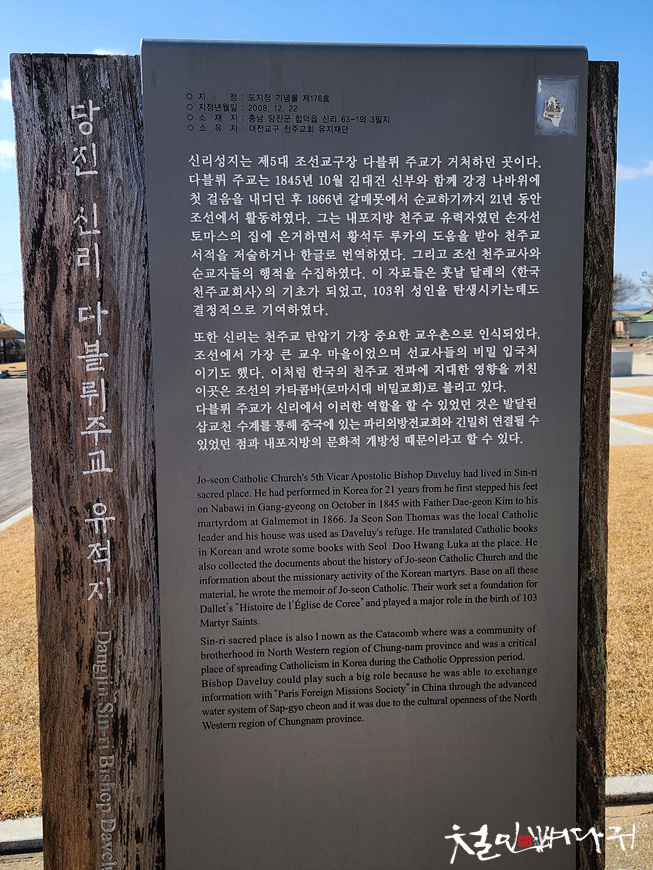 당진 신리 다블뤼주교 유적지
Dangjin Sin-ri Bishop
○ 지 정 : 도지정 기념물 제176호
○ 지정년월일 : 2008. 12. 22
○ 소 재 지 : 충남 당진군 합덕읍 신리 63-1외 3필지
○ 소 유 자 : 대전교구 천주교회 유지재단
신리성지는 제5대 조선교구장 다블뤼 주교가 거처하던 곳이다.
다블뤼 주교는 1845년 10월 김대건 신부와 함께 강경 나바위에
첫 걸음을 내디딘 후 1866년 갈매못에서 순교하기까지 21년 동안
조선에서 활동하였다. 그는 내포지방 천주교 유력자였던 손자선
토마스의 집에 은거하면서 황석두 루카의 도움을 받아 천주교
서적을 저술하거나 한글로 번역하였다. 그리고 조선 천주교사와
순교자들의 행적을 수집하였다. 이 자료들은 훗날 달레의 〈한국
천주교회사〉의 기초가 되었고, 103위 성인을 탄생시키는데도
결정적으로 기여하였다.
또한 신리는 천주교 탄압기 가장 중요한 교우촌으로 인식되었다.
조선에서 가장 큰 교우 마을이었으며 선교사들의 비밀 입국처
이기도 했다. 이처럼 한국의 천주교 전파에 지대한 영향을 끼친
이곳은 조선의 카타콤바(로마시대 비밀교회)로 불리고 있다.
다블뤼 주교가 신리에서 이러한 역할을 할 수 있었던 것은 발달된
삽교천 수계를 통해 중국에 있는 파리외방전교회와 긴밀히 연결될 수
있었던 점과 내포지방의 문화적 개방성 때문이라고 할 수 있다.
Jo-seon Catholic Church's 5th Vicar Apostolic Bishop Daveluy had lived in Sin-ri
sacred place. He had performed in Korea for 21 years from he first stepped his feet
on Nabawi in Gang-gyeong on October in 1845 with Father Dae-geon Kim to his
martyrdom at Galmemot in 1866. Ja Seon Son Thomas was the local Catholic
leader and his house was used as Daveluy's refuge. He translated Catholic books
in Korean and wrote some books with Seol Doo Hwang Luka at the place. He
also collected the documents about the history of Jo-seon Catholic Church and the
information about the missionary activity of the Korean martyrs. Base on all these
material, he wrote the memoir of Jo-seon Catholic. Their work set a foundation for
Dallet's "Histoire de l'Église de Coree" and played a major role in the birth of 103
Martyr Saints.
Sin-ri sacred place is also l nown as the Catacomb where was a community of
brotherhood in North Western region of Chung-nam province and was a critical
place of spreading Catholicism in Korea during the Catholic Oppression period.
Bishop Daveluy could play such a big role because he was able to exchange
information with "Paris Foreign Missions Society" in China through the advanced
water system of Sap-gyo cheon and it was due to the cultural openness of the North
Western region of Chungnam province.
철민빠다귀